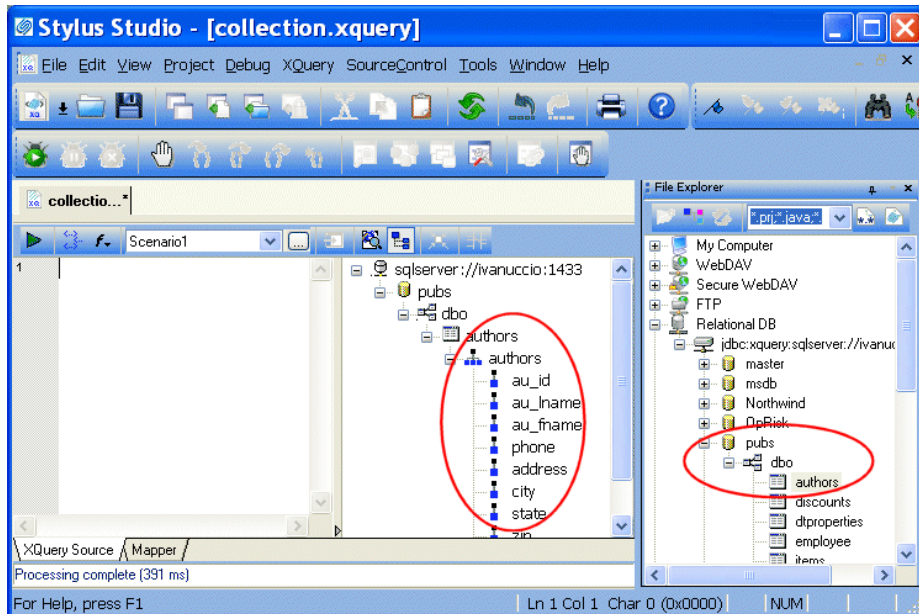 Stylus Studio - [collection.xquery]
File Edit View Project Debug XQuery SourceControl Tools Window Help
collectio...*
Scenario1
1
sqlserver://ivanuccio:1433
pubs
dbo
authors
authors
au_id
au_lname
au_fname
phone
address
city
state
zip
XQuery Source
Mapper
File Explorer
*.prj;*.java;*.
My Computer
WebDAV
Secure WebDAV
FTP
Relational DB
jdbc:xquery:sqlserver://ivanuc
master
msdb
Northwind
OpRisk
pubs
dbo
authors
discounts
dtproperties
employee
items
Processing complete (391 ms)
For Help, press F1
Ln 1 Col 1 Char 0 (0x0000)
NUM